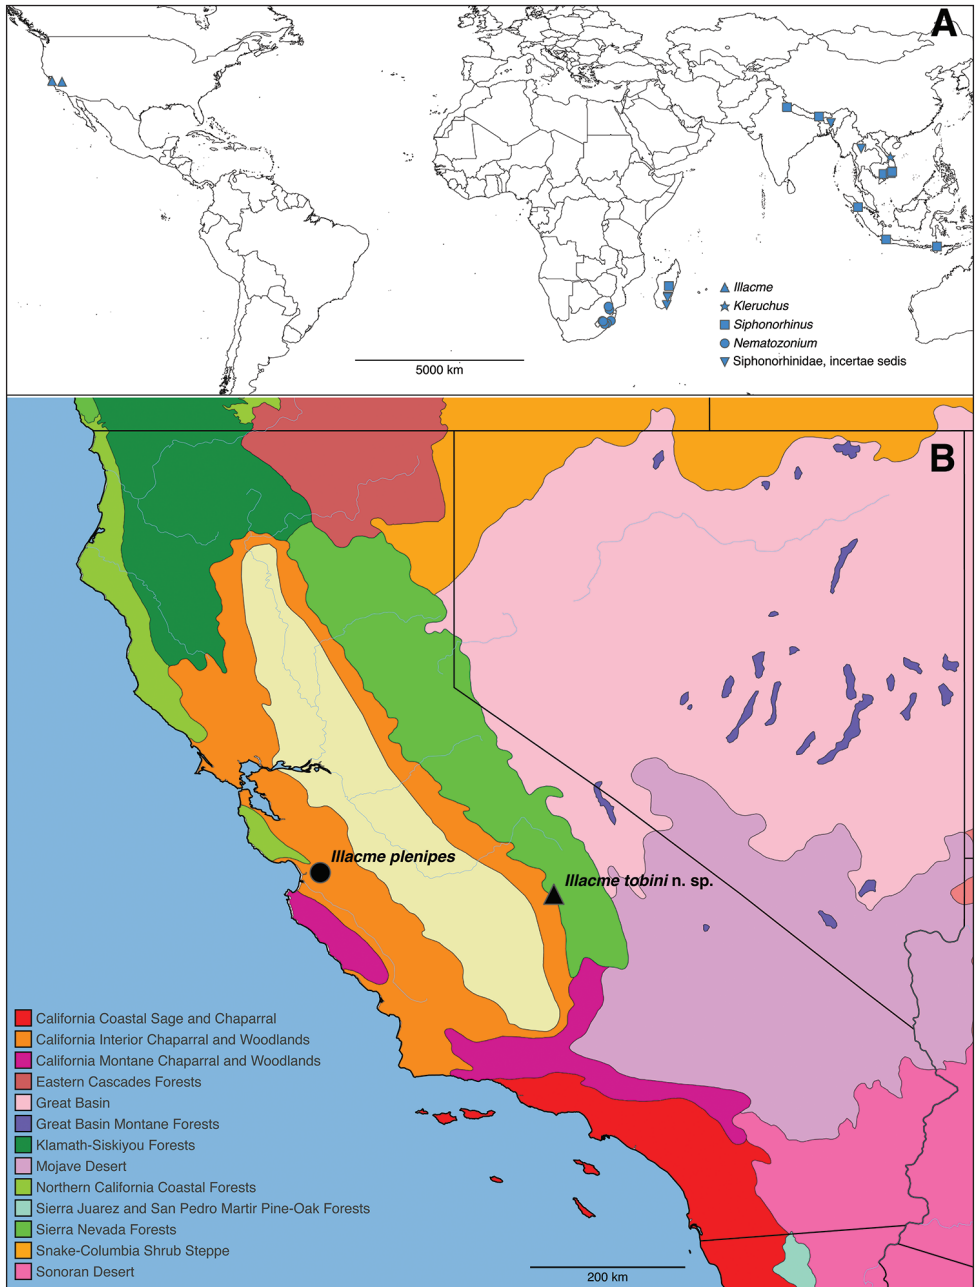 A
Illacme
Kleruchus
Siphonorhinus
Nematozonium
Siphonorhinidae, incertae sedis
5000 km
B
Illacme plenipes
Illacme tobini n. sp.
California Coastal Sage and Chaparral
California Interior Chaparral and Woodlands
California Montane Chaparral and Woodlands
Eastern Cascades Forests
Great Basin
Great Basin Montane Forests
Klamath-Siskiyou Forests
Mojave Desert
Northern California Coastal Forests
Sierra Juarez and San Pedro Martir Pine-Oak Forests
Sierra Nevada Forests
Snake-Columbia Shrub Steppe
Sonoran Desert
200 km